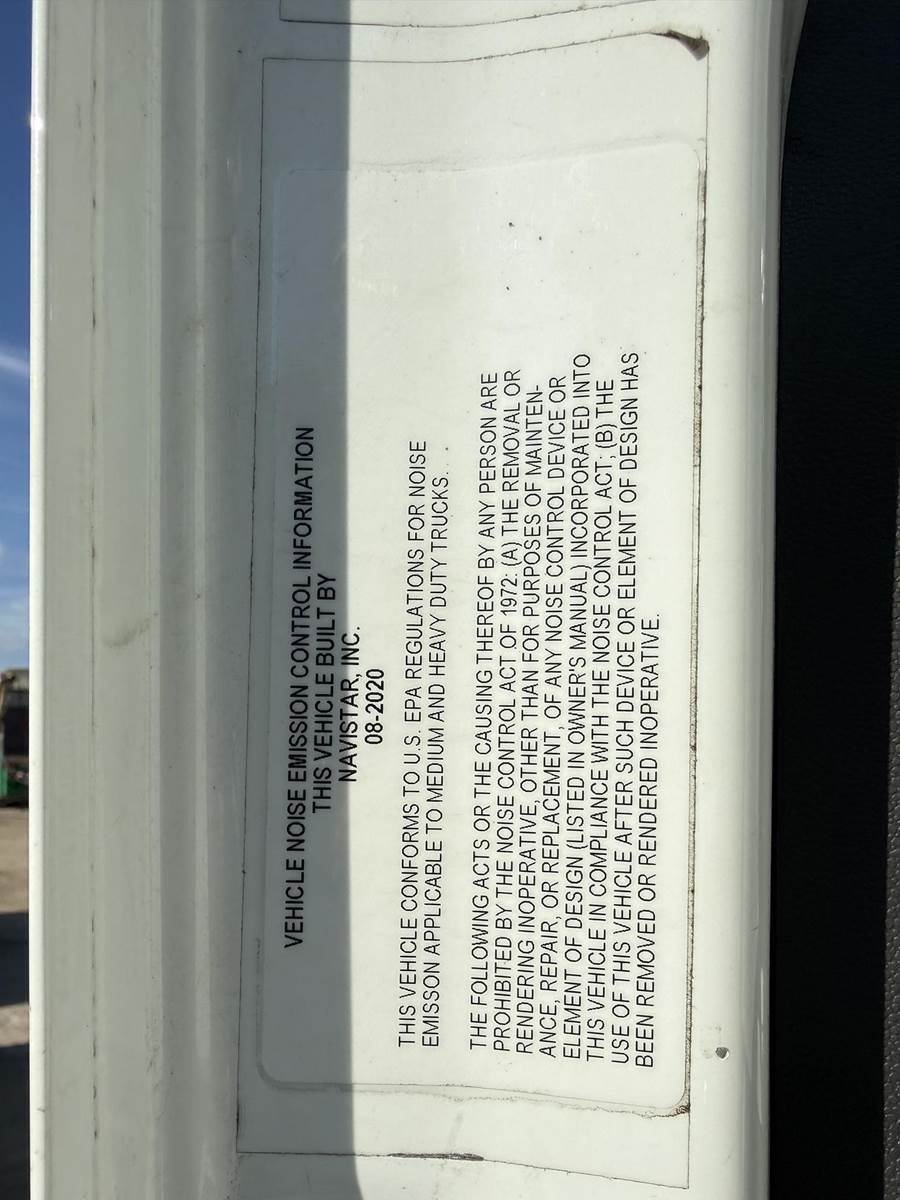 VEHICLE NOISE EMISSION CONTROL INFORMATION
THIS VEHICLE BUILT BY
NAVISTAR, INC.
08-2020
THIS VEHICLE CONFORMS TO U.S. EPA REGULATIONS FOR NOISE
EMISSON APPLICABLE TO MEDIUM AND HEAVY DUTY TRUCKS.
THE FOLLOWING ACTS OR THE CAUSING THEREOF BY ANY PERSON ARE
PROHIBITED BY THE NOISE CONTROL ACT OF 1972: (A) THE REMOVAL OR
RENDERING INOPERATIVE, OTHER THAN FOR PURPOSES OF MAINTEN-
ANCE, REPAIR, OR REPLACEMENT, OF ANY NOISE CONTROL DEVICE OR
ELEMENT OF DESIGN (LISTED IN OWNER'S MANUAL) INCORPORATED INTO
THIS VEHICLE IN COMPLIANCE WITH THE NOISE CONTROL ACT; (B) THE
USE OF THIS VEHICLE AFTER SUCH DEVICE OR ELEMENT OF DESIGN HAS
BEEN REMOVED OR RENDERED INOPERATIVE.